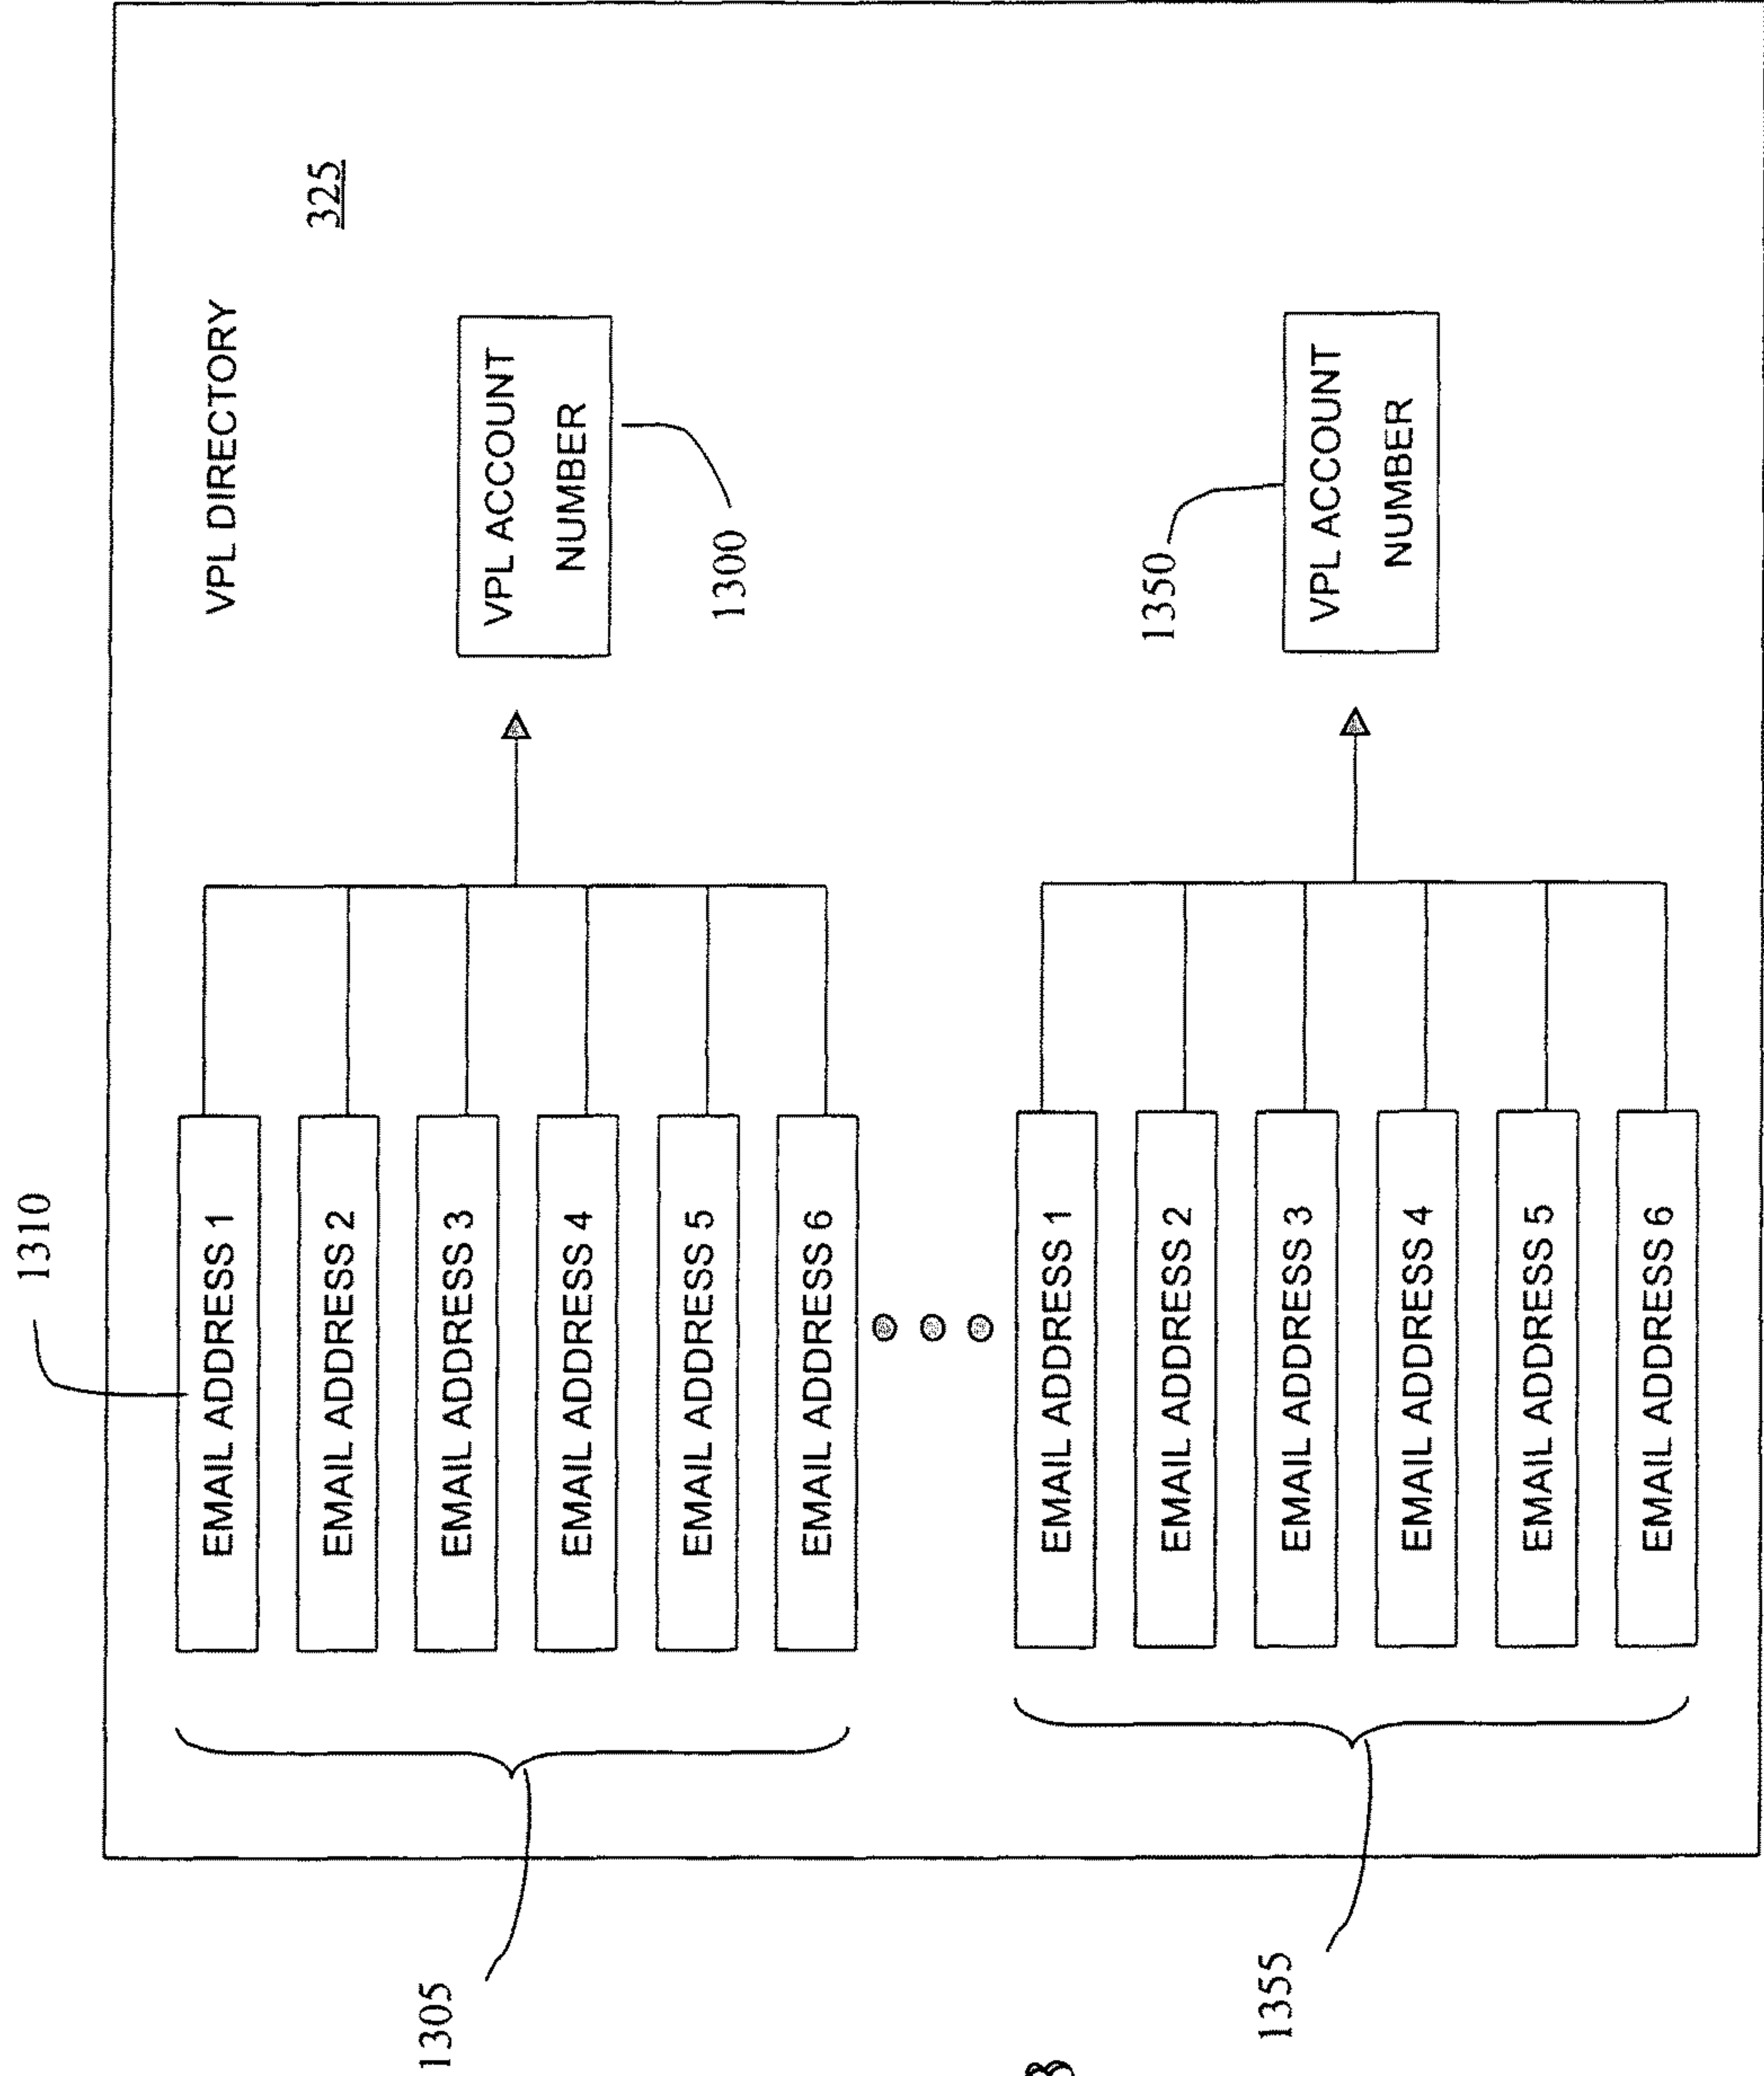 1310
VPL DIRECTORY
325
EMAIL ADDRESS 1
EMAIL ADDRESS 2
EMAIL ADDRESS 3
EMAIL ADDRESS 4
EMAIL ADDRESS 5
EMAIL ADDRESS 6
1305
VPL ACCOUNT
NUMBER
1300
EMAIL ADDRESS 1
EMAIL ADDRESS 2
EMAIL ADDRESS 3
EMAIL ADDRESS 4
EMAIL ADDRESS 5
EMAIL ADDRESS 6
1355
1350
VPL ACCOUNT
NUMBER